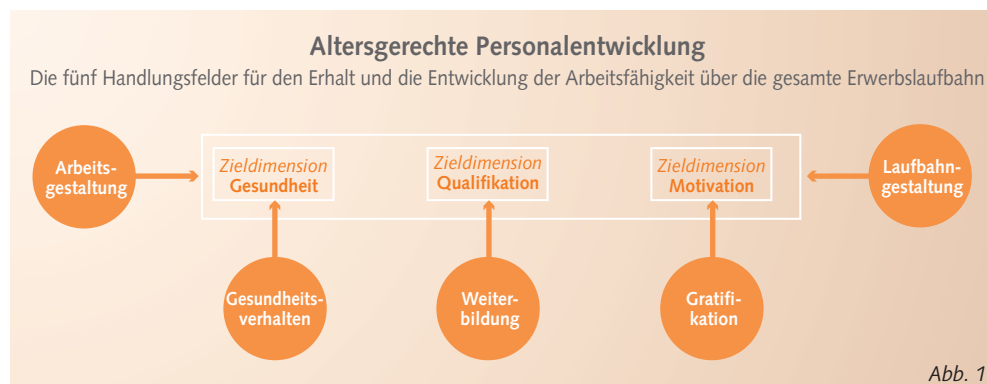 Altersgerechte Personalentwicklung
Die fünf Handlungsfelder für den Erhalt und die Entwicklung der Arbeitsfähigkeit über die gesamte Erwerbslaufbahn
Arbeits-
gestaltung
Zieldimension
Gesundheit
Zieldimension
Qualifikation
Zieldimension
Motivation
Laufbahn-
gestaltung
Gesundheits-
verhalten
Weiter-
bildung
Gratifi-
kation
Abb. 1